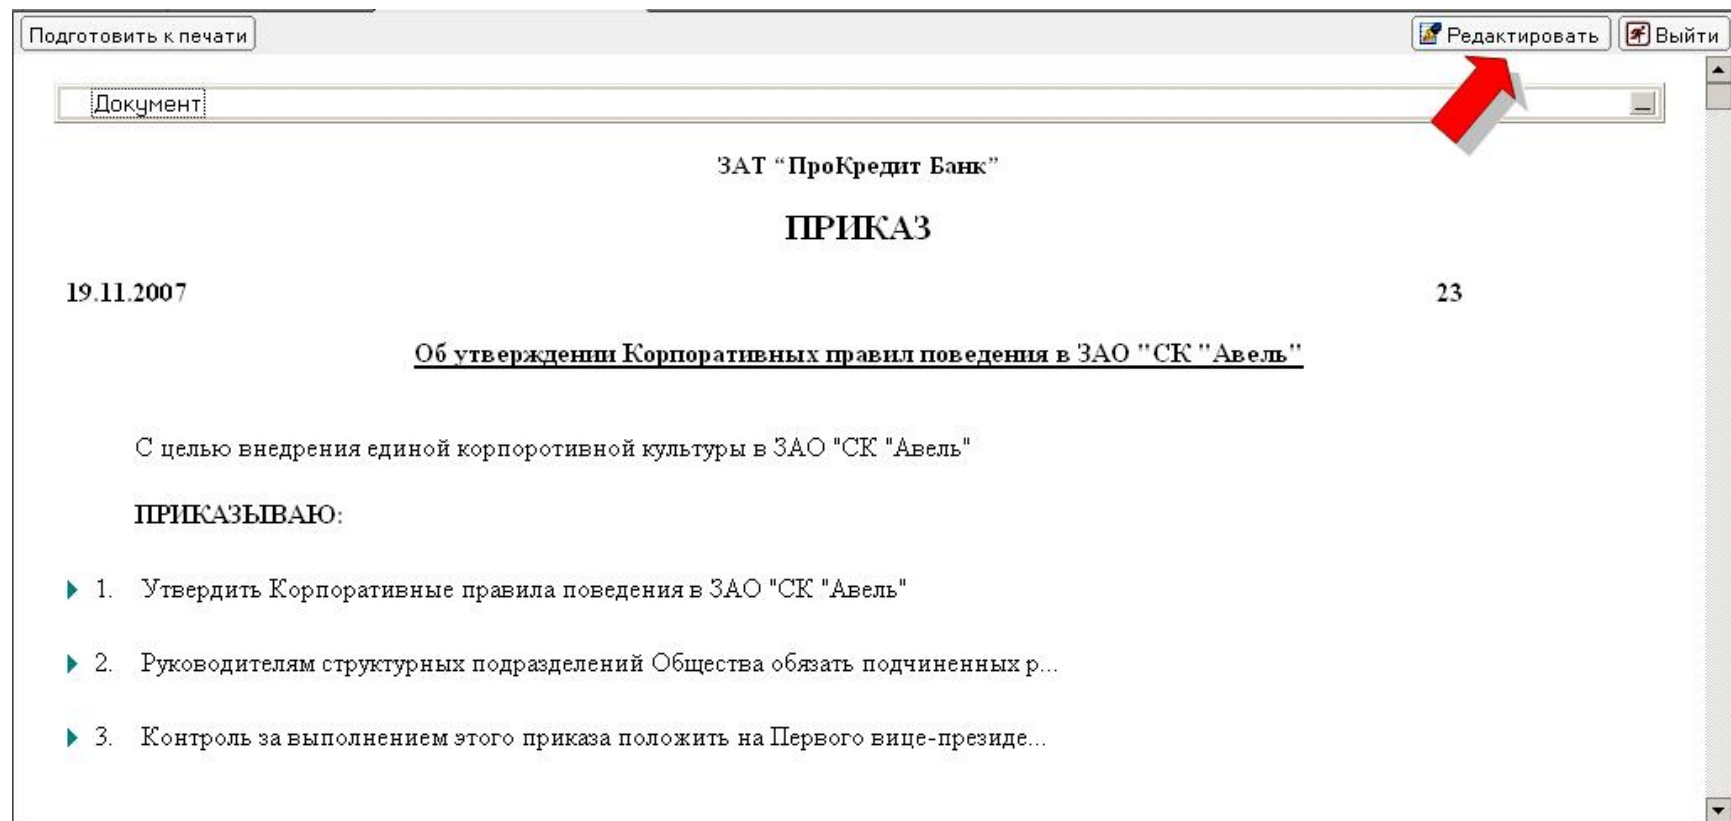 Подготовить к печати Редактировать Выйти
Документ
ЗАТ “ПроКредит Банк”
ПРИКАЗ
19.11.2007 23
Об утверждении Корпоративных правил поведения в ЗАО "СК "Авель"
С целью внедрения единой корпоротивной культуры в ЗАО "СК "Авель"
ПРИКАЗЫВАЮ:
1. Утвердить Корпоративные правила поведения в ЗАО "СК "Авель"
2. Руководителям структурных подразделений Общества обязать подчиненных р...
3. Контроль за выполнением этого приказа положить на Первого вице-президе...